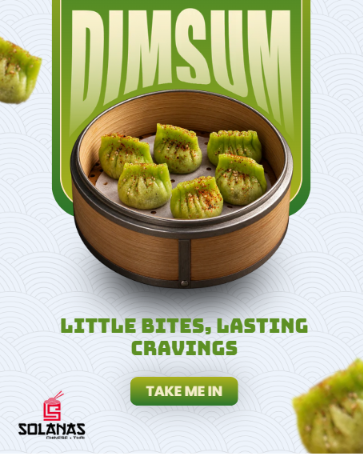 DIMSUM
LITTLE BITES, LASTING
CRAVINGS
TAKE ME IN
SOLANAS